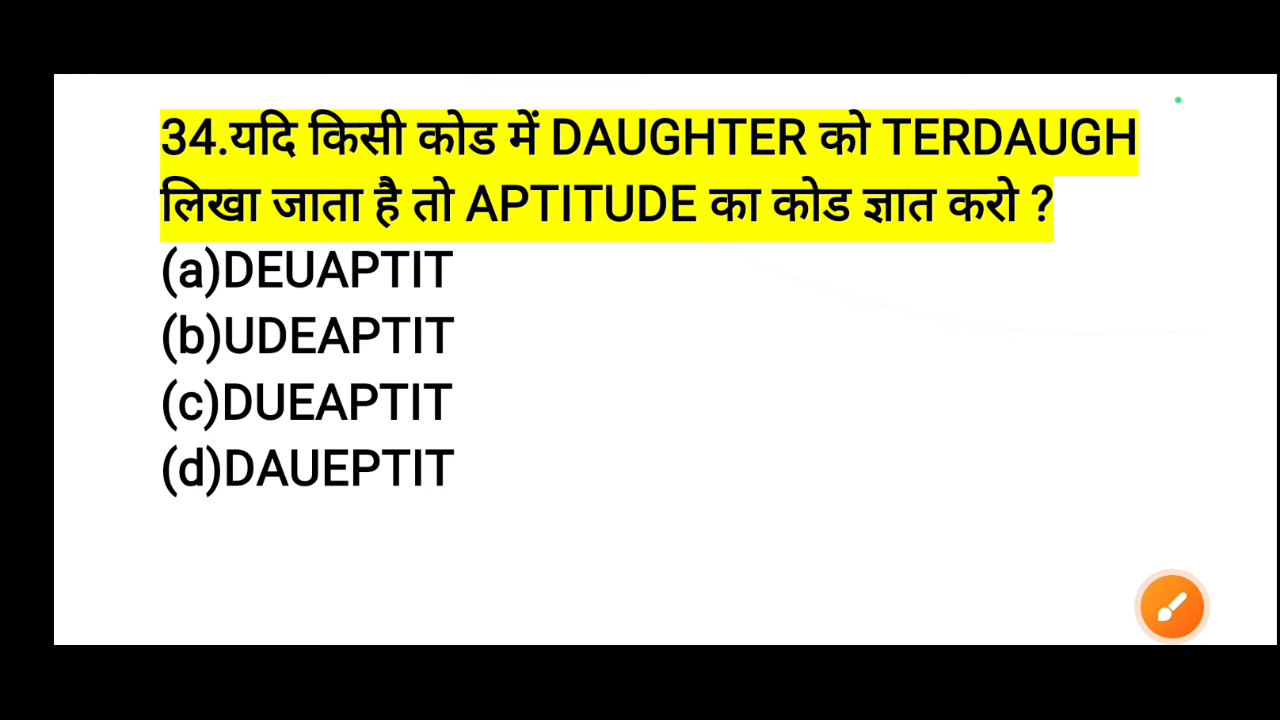 34.यदि किसी कोड में DAUGHTER को TERDAUGH
लिखा जाता है तो APTITUDE का कोड ज्ञात करो ?
(a)DEUAPTIT
(b)UDEAPTIT
(c)DUEAPTIT
(d)DAUEPTIT